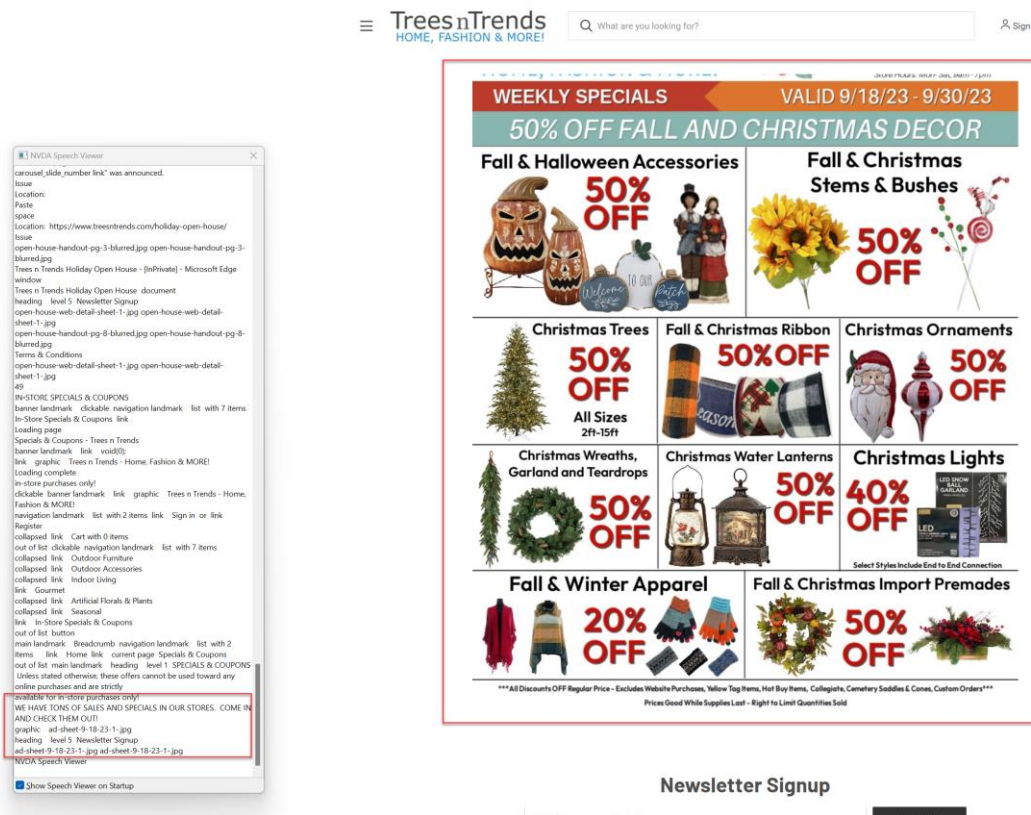 TreesnTrends
HOME, FASHION & MORE!
What are you looking for?
Sign
WEEKLY SPECIALS
VALID 9/18/23 - 9/30/23
50% OFF FALL AND CHRISTMAS DECOR
Fall & Halloween Accessories
50%
OFF
Welcome
TO OUR
Patch
Fall & Christmas
Stems & Bushes
50%
OFF
Christmas Trees
50%
OFF
All Sizes
2ft-15ft
Fall & Christmas Ribbon
50% OFF
eason
Christmas Ornaments
50%
OFF
Christmas Wreaths,
Garland and Teardrops
50%
OFF
Christmas Water Lanterns
50%
OFF
Christmas Lights
40%
OFF
LED SNOW
BALL
GARLAND
LED
Select Styles Include End to End Connection
Fall & Winter Apparel
20%
OFF
Fall & Christmas Import Premades
50%
OFF
***All Discounts OFF Regular Price - Excludes Website Purchases, Yellow Tag Items, Hot Buy Items, Collegiate, Cemetery Saddles & Cones, Custom Orders***
Prices Good While Supplies Last - Right to Limit Quantities Sold
Newsletter Signup
NVDA Speech Viewer
carousel_slide_number link" was announced.
Issue
Location:
Paste
space
Location: https://www.treesntrends.com/holiday-open-house/
Issue
open-house-handout-pg-3-blurred.jpg open-house-handout-pg-3-
blurred.jpg
Trees n Trends Holiday Open House - [InPrivate] - Microsoft Edge
window
Trees n Trends Holiday Open House document
heading level 5 Newsletter Signup
open-house-web-detail-sheet-1-.jpg open-house-web-detail-
sheet-1-.jpg
open-house-handout-pg-8-blurred.jpg open-house-handout-pg-8-
blurred.jpg
Terms & Conditions
open-house-web-detail-sheet-1-.jpg open-house-web-detail-
sheet-1-.jpg
49
IN-STORE SPECIALS & COUPONS
banner landmark clickable navigation landmark list with 7 items
In-Store Specials & Coupons link
Loading page
Specials & Coupons - Trees n Trends
banner landmark link void(0);
link graphic Trees n Trends - Home, Fashion & MORE!
Loading complete
in-store purchases only!
clickable banner landmark link graphic Trees n Trends - Home,
Fashion & MORE!
navigation landmark list with 2 items link Sign in or link
Register
collapsed link Cart with 0 items
out of list clickable navigation landmark list with 7 items
collapsed link Outdoor Furniture
collapsed link Outdoor Accessories
collapsed link Indoor Living
link Gourmet
collapsed link Artificial Florals & Plants
collapsed link Seasonal
link In-Store Specials & Coupons
out of list button
main landmark Breadcrumb navigation landmark list with 2
items link Home link current page Specials & Coupons
out of list main landmark heading level 1 SPECIALS & COUPONS
Unless stated otherwise, these offers cannot be used toward any
online purchases and are strictly
available for in-store purchases only!
WE HAVE TONS OF SALES AND SPECIALS IN OUR STORES. COME IN
AND CHECK THEM OUT!
graphic ad-sheet-9-18-23-1-.jpg
heading level 5 Newsletter Signup
ad-sheet-9-18-23-1-.jpg ad-sheet-9-18-23-1-.jpg
NVDA Speech Viewer
Show Speech Viewer on Startup